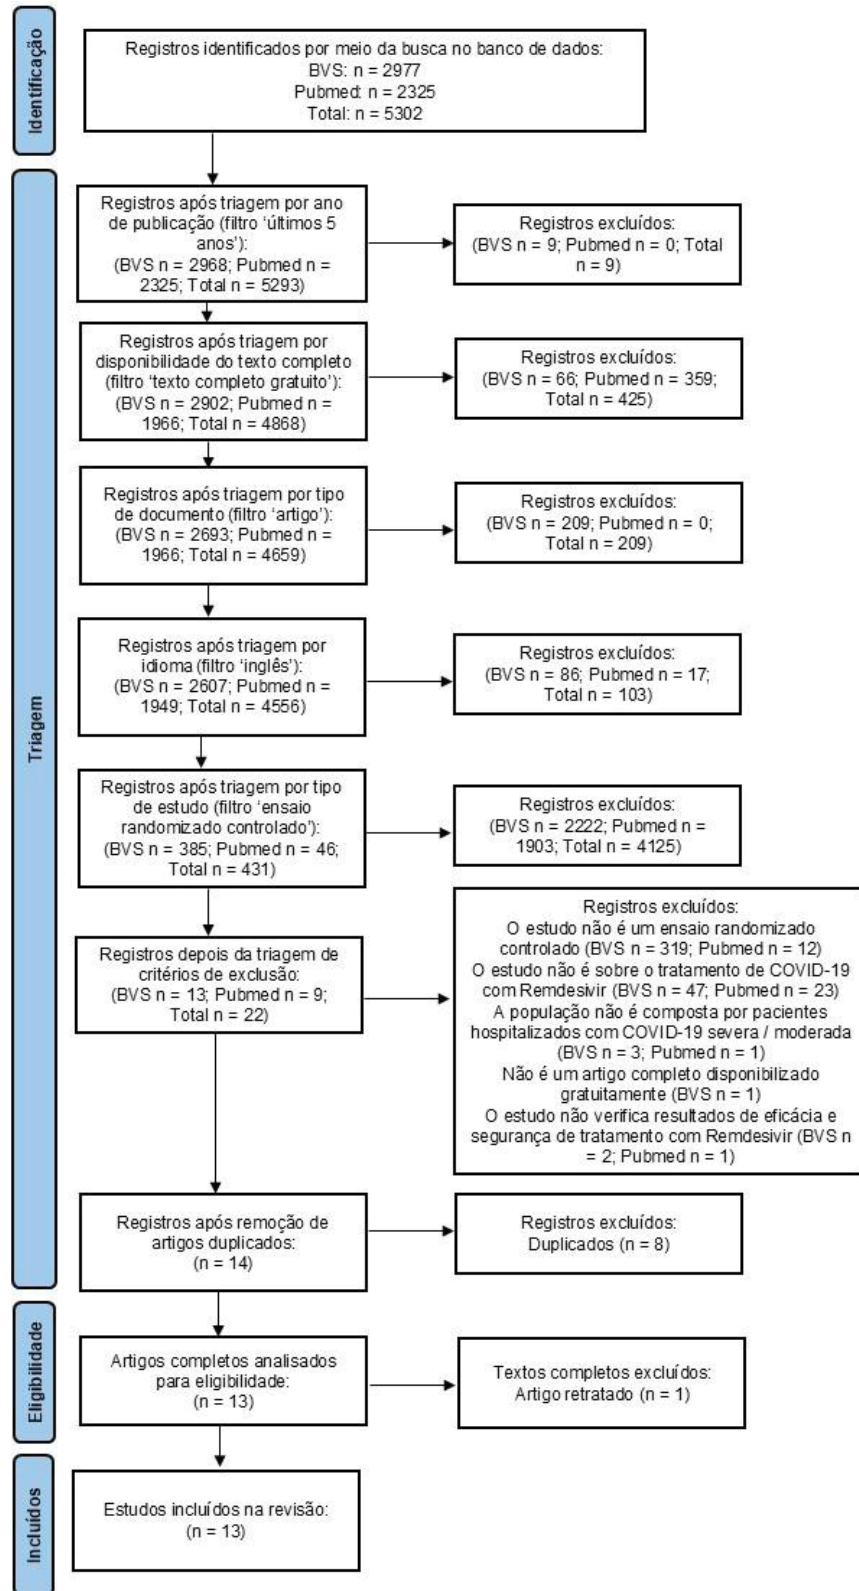 Identificação
Registros identificados por meio da busca no banco de dados:
BVS: n = 2977
Pubmed: n = 2325
Total: n = 5302
Triagem
Registros após triagem por ano
de publicação (filtro ‘últimos 5
anos’):
(BVS n = 2968; Pubmed n =
2325; Total n = 5293)
Registros excluídos:
(BVS n = 9; Pubmed n = 0; Total
n = 9)
Registros após triagem por
disponibilidade do texto completo
(filtro ‘texto completo gratuito’):
(BVS n = 2902; Pubmed n =
1966; Total n = 4868)
Registros excluídos:
(BVS n = 66; Pubmed n = 359;
Total n = 425)
Registros após triagem por tipo
de documento (filtro ‘artigo’):
(BVS n = 2693; Pubmed n =
1966; Total n = 4659)
Registros excluídos:
(BVS n = 209; Pubmed n = 0;
Total n = 209)
Registros após triagem por
idioma (filtro ‘inglês’):
(BVS n = 2607; Pubmed n =
1949; Total n = 4556)
Registros excluídos:
(BVS n = 86; Pubmed n = 17;
Total n = 103)
Registros após triagem por tipo
de estudo (filtro ‘ensaio
randomizado controlado’):
(BVS n = 385; Pubmed n = 46;
Total n = 431)
Registros excluídos:
(BVS n = 2222; Pubmed n =
1903; Total n = 4125)
Registros depois da triagem de
critérios de exclusão:
(BVS n = 13; Pubmed n = 9;
Total n = 22)
Registros excluídos:
O estudo não é um ensaio randomizado
controlado (BVS n = 319; Pubmed n = 12)
O estudo não é sobre o tratamento de COVID-19
com Remdesivir (BVS n = 47; Pubmed n = 23)
A população não é composta por pacientes
hospitalizados com COVID-19 severa / moderada
(BVS n = 3; Pubmed n = 1)
Não é um artigo completo disponibilizado
gratuitamente (BVS n = 1)
O estudo não verifica resultados de eficácia e
segurança de tratamento com Remdesivir (BVS n
= 2; Pubmed n = 1)
Registros após remoção de
artigos duplicados:
(n = 14)
Registros excluídos:
Duplicados (n = 8)
Eligibilidade
Artigos completos analisados
para eligibilidade:
(n = 13)
Textos completos excluídos:
Artigo retratado (n = 1)
Incluídos
Estudos incluídos na revisão:
(n = 13)